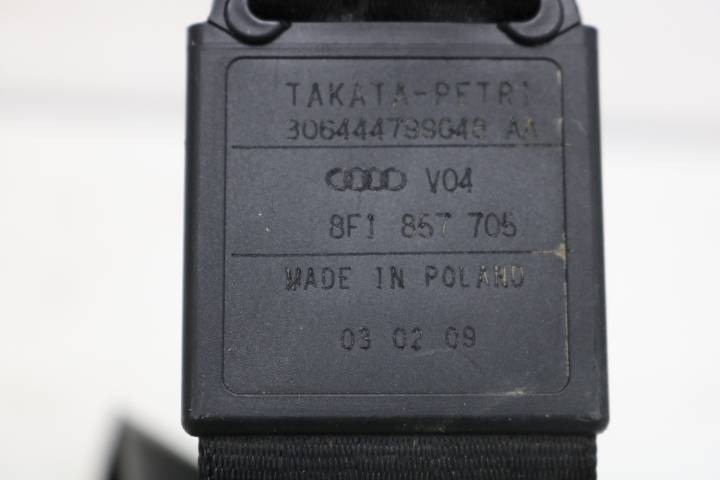 TAKATA-PETRI
306444799G49 AA
V04
8F1 857 705
MADE IN POLAND
03 02 09